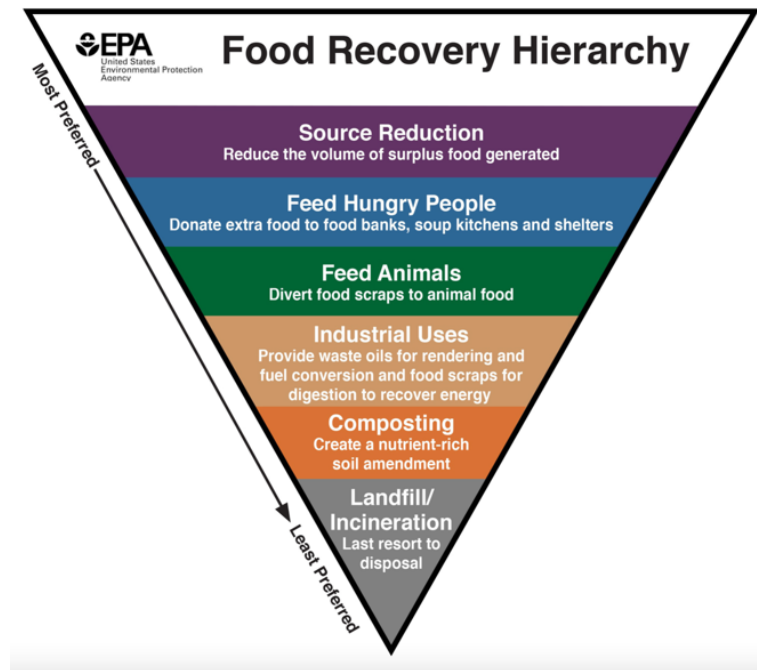 EPA
United States
Environmental Protection
Agency
Food Recovery Hierarchy
Most Preferred
Source Reduction
Reduce the volume of surplus food generated
Feed Hungry People
Donate extra food to food banks, soup kitchens and shelters
Feed Animals
Divert food scraps to animal food
Industrial Uses
Provide waste oils for rendering and
fuel conversion and food scraps for
digestion to recover energy
Composting
Create a nutrient-rich
soil amendment
Landfill/
Incineration
Last resort to
disposal
Least Preferred